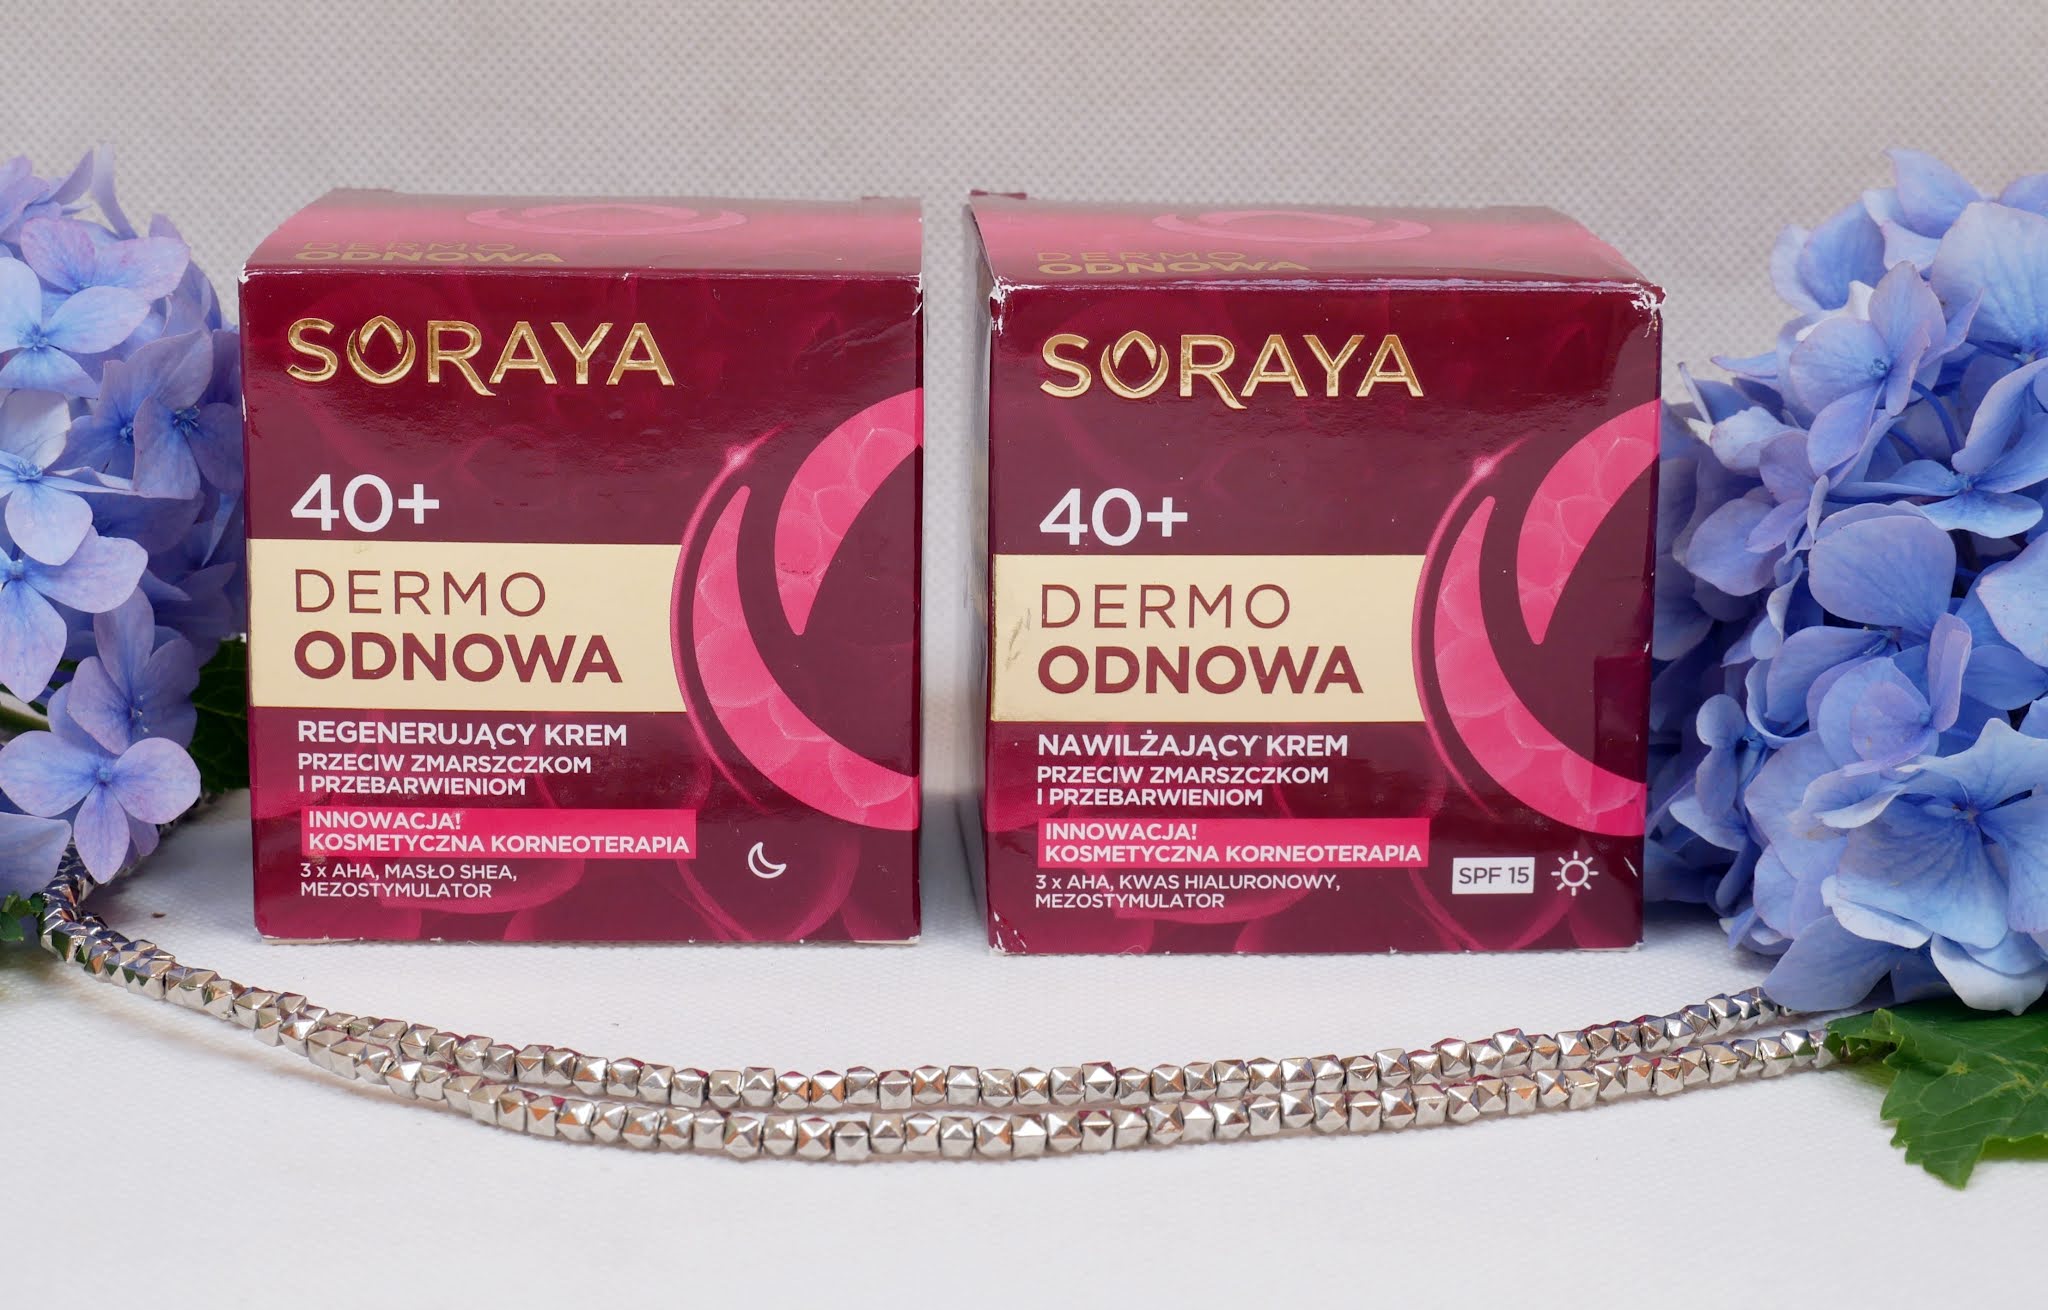 DERMO
ODNOWA
SORAYA
40+
DERMO
ODNOWA
REGENERUJĄCY KREM
PRZECIW ZMARSZCZKOM
I PRZEBARWIENIOM
INNOWACJA!
KOSMETYCZNA KORNEOTERAPIA
3 x AHA, MASŁO SHEA,
MEZOSTYMULATOR
DERMO
ODNOWA
SORAYA
40+
DERMO
ODNOWA
NAWILŻAJĄCY KREM
PRZECIW ZMARSZCZKOM
I PRZEBARWIENIOM
INNOWACJA!
KOSMETYCZNA KORNEOTERAPIA
3 x AHA, KWAS HIALURONOWY,
MEZOSTYMULATOR
SPF 15